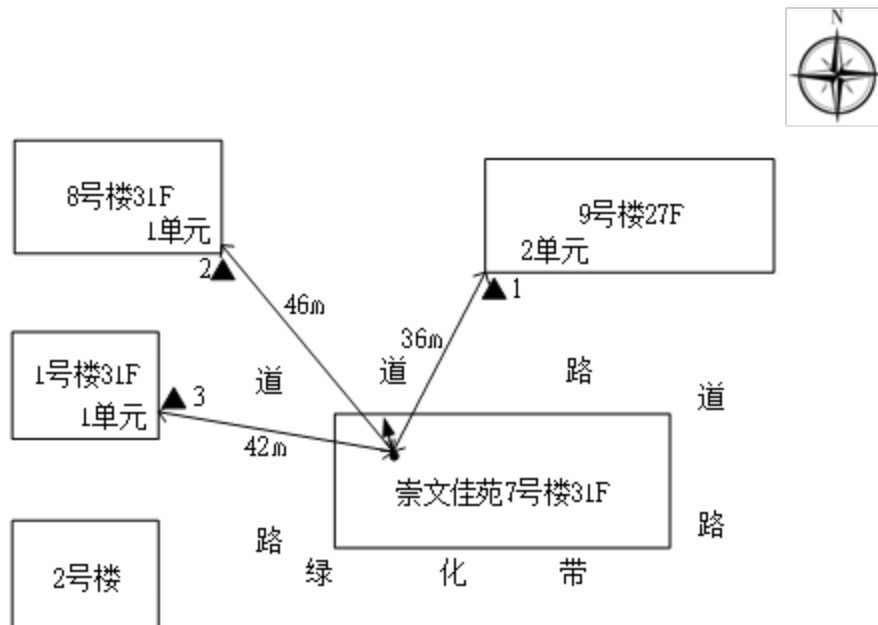 N
8号楼31F
1单元
9号楼27F
2单元
2
1
46m
36m
道
道
路
道
1号楼31F
1单元
3
42m
崇文佳苑7号楼31F
路
路
绿 化 带
2号楼